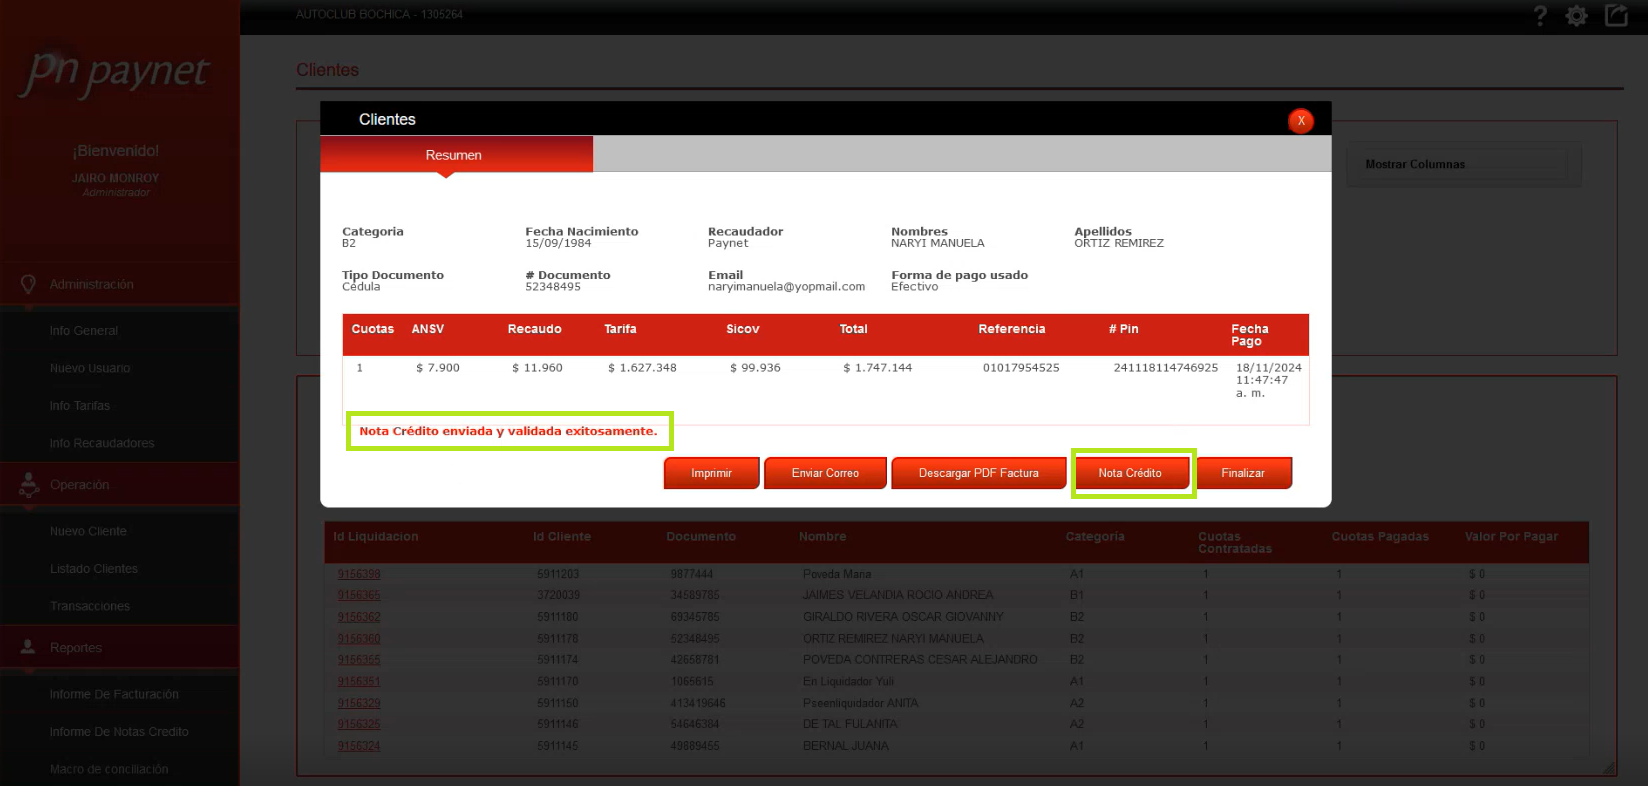 AUTOCLUB BOCHICA - 1305264
?
pn paynet
¡Bienvenido!
JAIRO MONROY
Administrador
Administración
Info General
Nuevo Usuario
Info Tarifas
Info Recaudadores
Operación
Nuevo Cliente
Listado Clientes
Transacciones
Reportes
Informe De Facturación
Informe De Notas Credito
Macro de conciliación
Clientes
Mostrar Columnas
Clientes
X
Resumen
Categoria Fecha Nacimiento Recaudador Nombres Apellidos
B2 15/09/1984 Paynet NARYI MANUELA ORTIZ REMIREZ
Tipo Documento # Documento Email Forma de pago usado
Cédula 52348495 naryimanuela@yopmail.com Efectivo
Cuotas ANSV Recaudo Tarifa Sicov Total Referencia # Pin Fecha
Pago
1 $ 7.900 $ 11.960 $ 1.627.348 $ 99.936 $ 1.747.144 01017954525 241118114746925 18/11/2024
11:47:47
a. m.
Nota Crédito enviada y validada exitosamente.
Imprimir Enviar Correo Descargar PDF Factura Nota Crédito Finalizar
Id Liquidacion Id Cliente Documento Nombre Categoría Cuotas Cuotas Pagadas Valor Por Pagar
Contratadas
9156398 5911203 9877444 Poveda Maria A1 1 1 $ 0
9156365 3720039 34589785 JAIMES VELANDIA ROCIO ANDREA B1 1 1 $ 0
9156362 5911180 69345785 GIRALDO RIVERA OSCAR GIOVANNY B2 1 1 $ 0
9156360 5911178 52348495 ORTIZ REMIREZ NARYI MANUELA B2 1 1 $ 0
9156355 5911174 42658781 POVEDA CONTRERAS CESAR ALEJANDRO B2 1 1 $ 0
9156351 5911170 1065615 En Liquidador Yuli A1 1 1 $ 0
9156329 5911150 413419646 Pseenliquidador ANITA A2 1 1 $ 0
9156325 5911146 54646384 DE TAL FULANITA A2 1 1 $ 0
9156324 5911145 49889455 BERNAL JUANA A1 1 1 $ 0